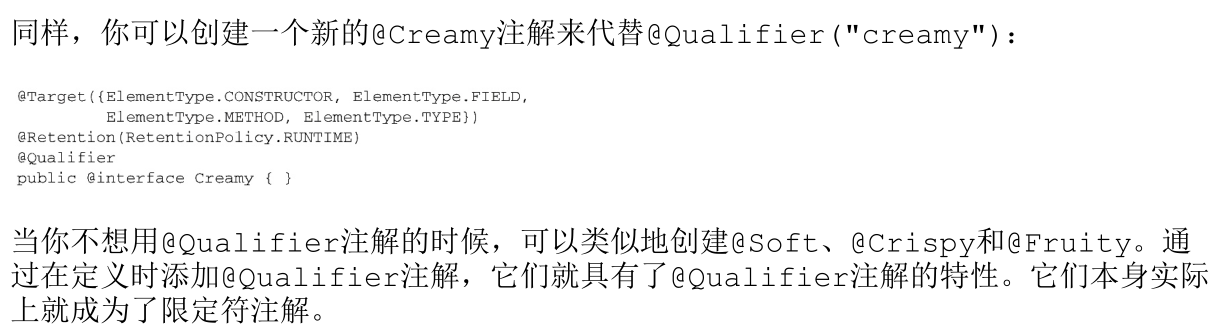 同样，你可以创建一个新的@Creamy注解来代替@Qualifier("creamy")：
@Target({ElementType.CONSTRUCTOR, ElementType.FIELD,
ElementType.METHOD, ElementType.TYPE})
@Retention(RetentionPolicy.RUNTIME)
@Qualifier
public @interface Creamy { }
当你不想用@Qualifier注解的时候，可以类似地创建@Soft、@Crispy和@Fruity。通
过在定义时添加@Qualifier注解，它们就具有了@Qualifier注解的特性。它们本身实际
上就成为了限定符注解。